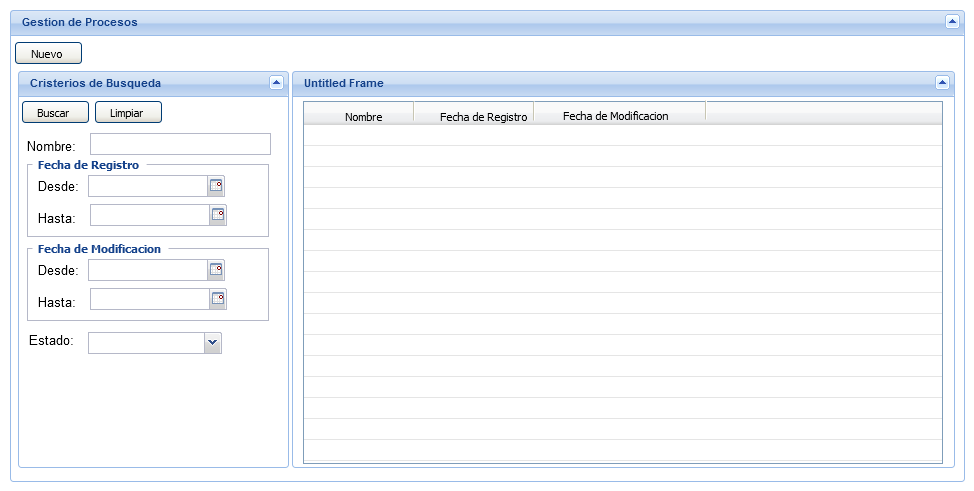 Gestion de Procesos
Nuevo
Cristerios de Busqueda
Buscar Limpiar
Nombre:
Fecha de Registro
Desde:
Hasta:
Fecha de Modificacion
Desde:
Hasta:
Estado:
Untitled Frame
Nombre Fecha de Registro Fecha de Modificacion